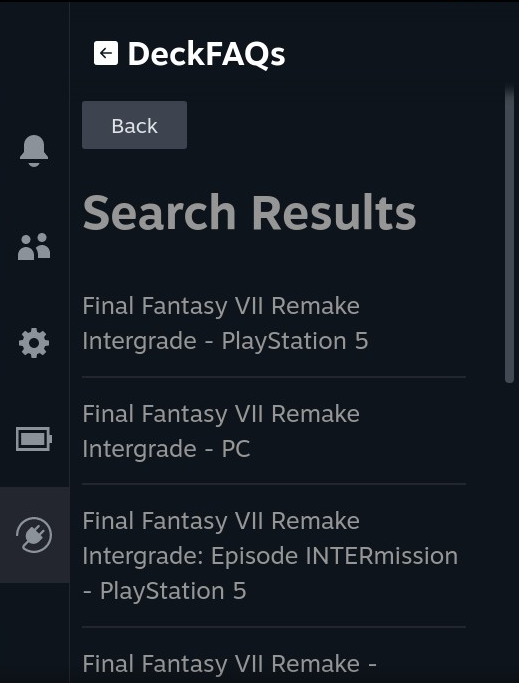 DeckFAQs
Back
Search Results
Final Fantasy VII Remake
Intergrade - PlayStation 5
Final Fantasy VII Remake
Intergrade - PC
Final Fantasy VII Remake
Intergrade: Episode INTERmission
- PlayStation 5
Final Fantasy VII Remake -